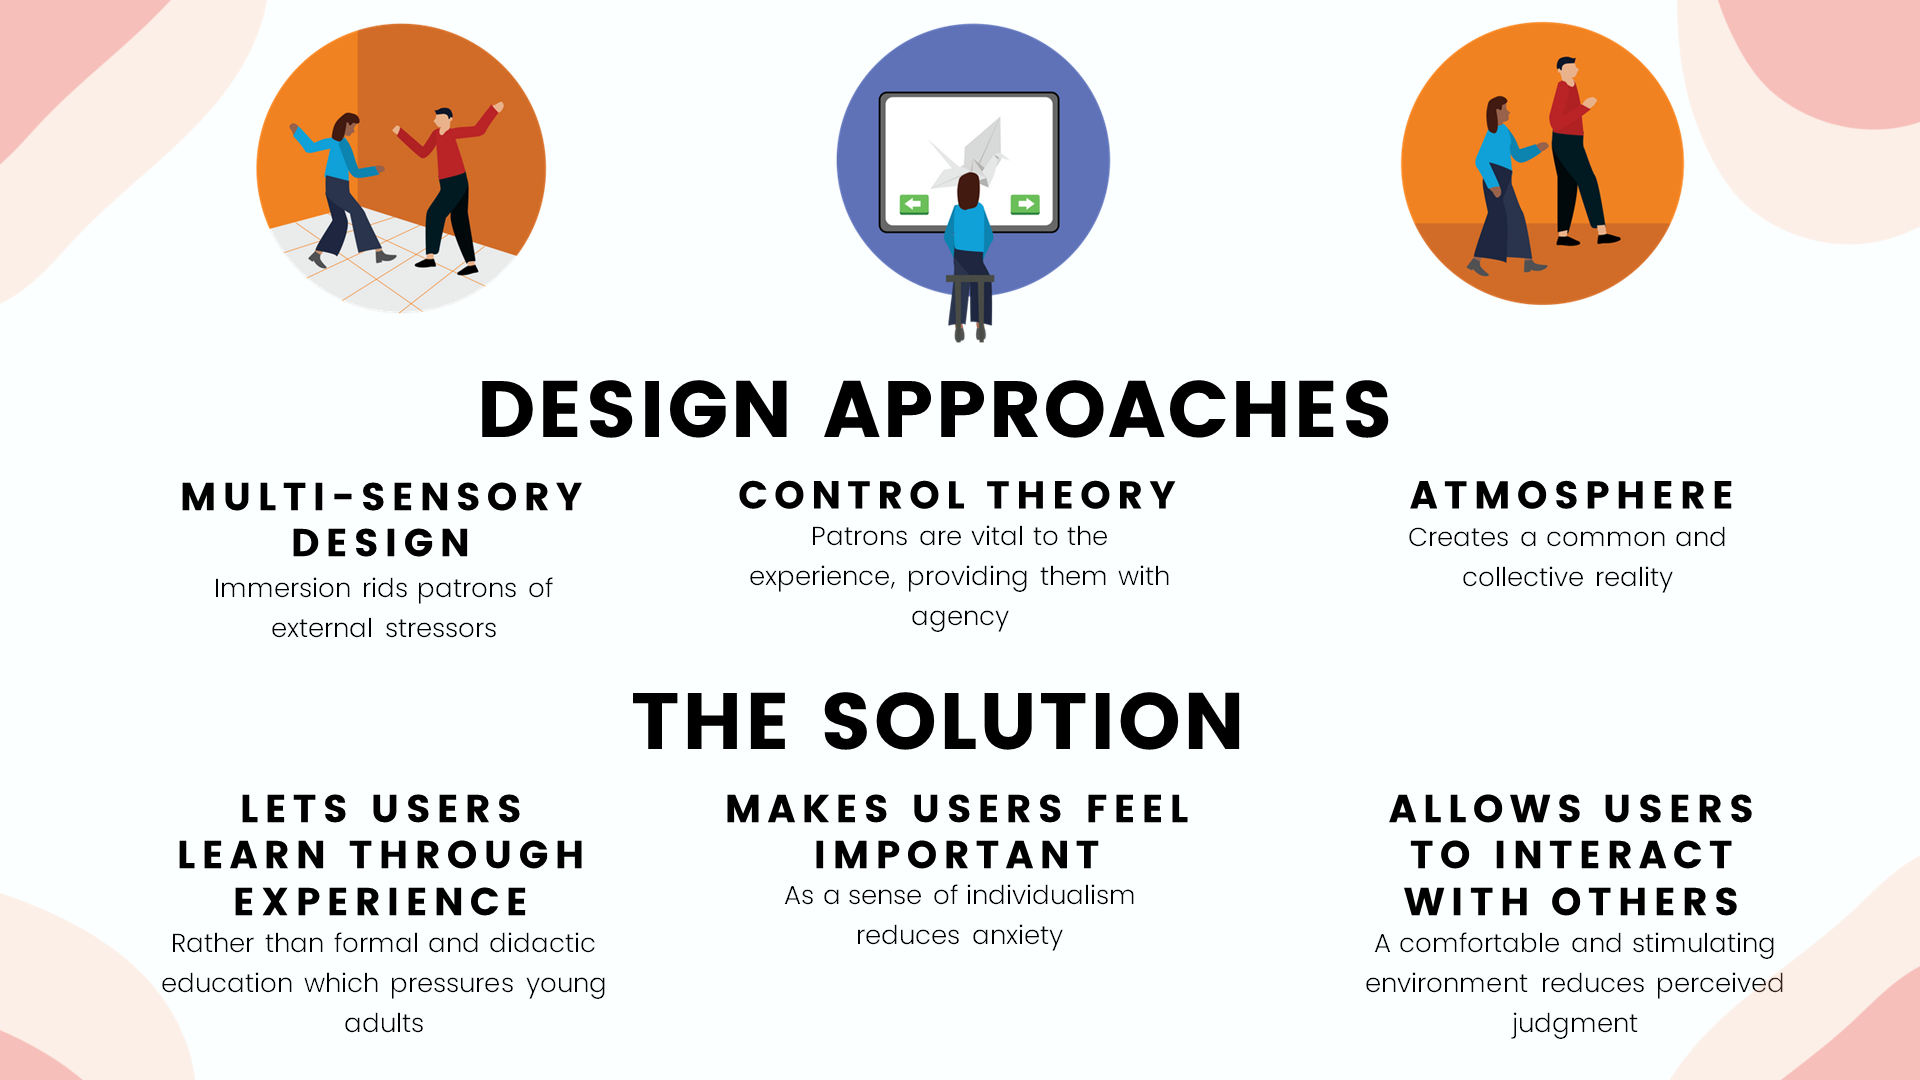 DESIGN APPROACHES
MULTI-SENSORY
DESIGN
Immersion rids patrons of
external stressors
CONTROL THEORY
Patrons are vital to the
experience, providing them with
agency
ATMOSPHERE
Creates a common and
collective reality
THE SOLUTION
LETS USERS
LEARN THROUGH
EXPERIENCE
Rather than formal and didactic
education which pressures young
adults
MAKES USERS FEEL
IMPORTANT
As a sense of individualism
reduces anxiety
ALLOWS USERS
TO INTERACT
WITH OTHERS
A comfortable and stimulating
environment reduces perceived
judgment